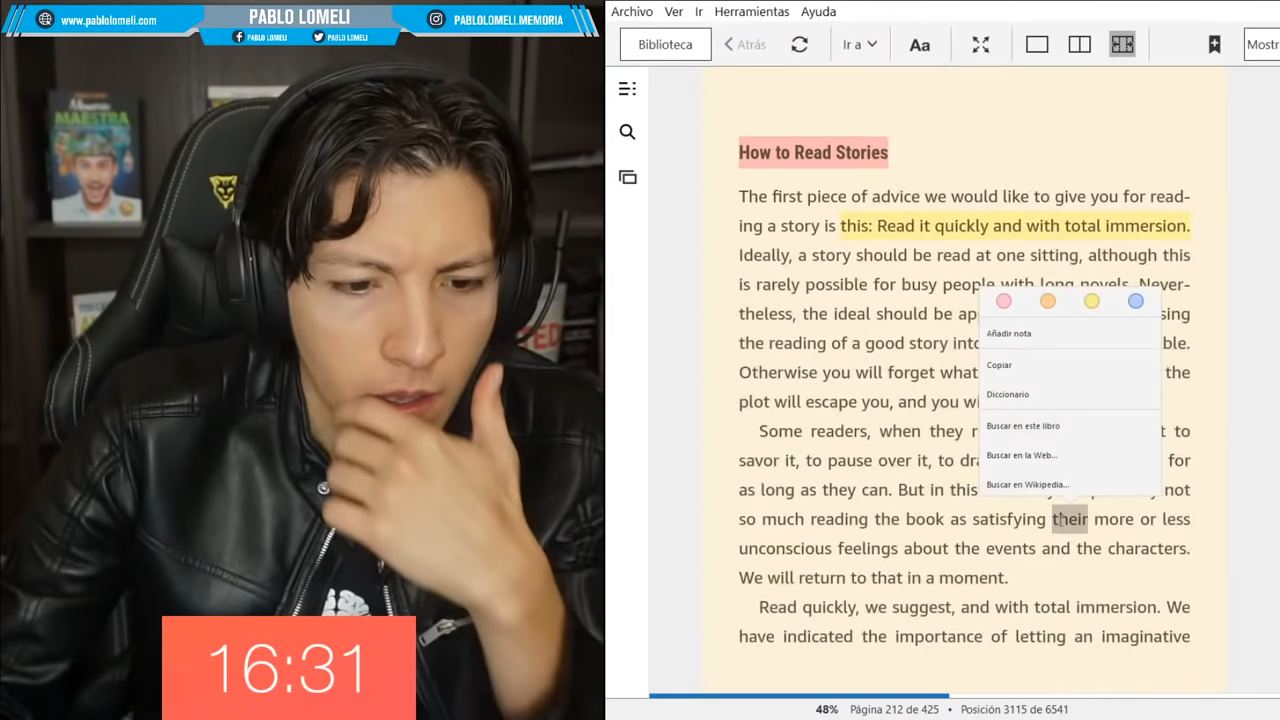 www.pablolomeli.com
PABLO LOMELI
PABLOLOMELI.MEMORIA
PABLO LOMELI
PABLO LOMELI
MAESTRA
16:31
Archivo Ver Ir Herramientas Ayuda
Biblioteca Atrás Ir a Aa Mostr
How to Read Stories
The first piece of advice we would like to give you for read-
ing a story is this: Read it quickly and with total immersion.
Ideally, a story should be read at one sitting, although this
is rarely possible for busy people with long novels. Never-
theless, the ideal should be ap sing
the reading of a good story into ble.
Otherwise you will forget what the
plot will escape you, and you wi
Some readers, when they r t to
savor it, to pause over it, to dra for
as long as they can. But in this not
so much reading the book as satisfying their more or less
unconscious feelings about the events and the characters.
We will return to that in a moment.
Read quickly, we suggest, and with total immersion. We
have indicated the importance of letting an imaginative
Añadir nota
Copiar
Diccionario
Buscar en este libro
Buscar en la Web...
Buscar en Wikipedia...
48% Página 212 de 425 • Posición 3115 de 6541